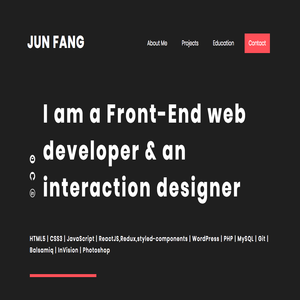 JUN FANG
About Me Projects Education Contact
I am a Front-End web
developer & an
interaction designer
HTML5 | CSS3 | JavaScript | ReactJS,Redux,styled-components | WordPress | PHP | MySQL | Git |
Balsamiq | InVision | Photoshop